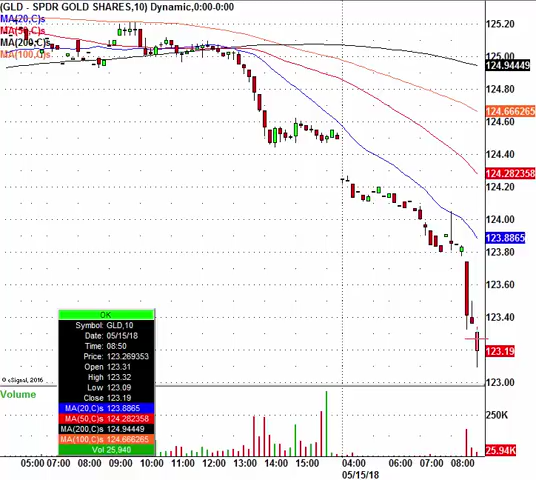 (GLD - SPDR GOLD SHARES,10) Dynamic,0:00-0:00
MA(20,C)s
MA(50,C)s
MA(200,C)s
MA(100,C)s
125.20
125.00
124.94449
124.80
124.666265
124.60
124.40
124.282358
124.20
124.00
123.8865
123.80
123.60
123.40
123.19
123.00
OK
Symbol: GLD,10
Date: 05/15/18
Time: 08:50
Price: 123.269353
Open 123.31
High 123.32
Low 123.09
Close 123.19
MA(20,C)s 123.8865
MA(50,C)s 124.282358
MA(200,C)s 124.94449
MA(100,C)s 124.666265
Vol 25,940
© eSignal, 2016
Volume
250K
25.94K
05:00 07:00 08:00 09:00 10:00 11:00 12:00 13:00 14:00 15:00 04:00 06:00 07:00 08:00
05/15/18